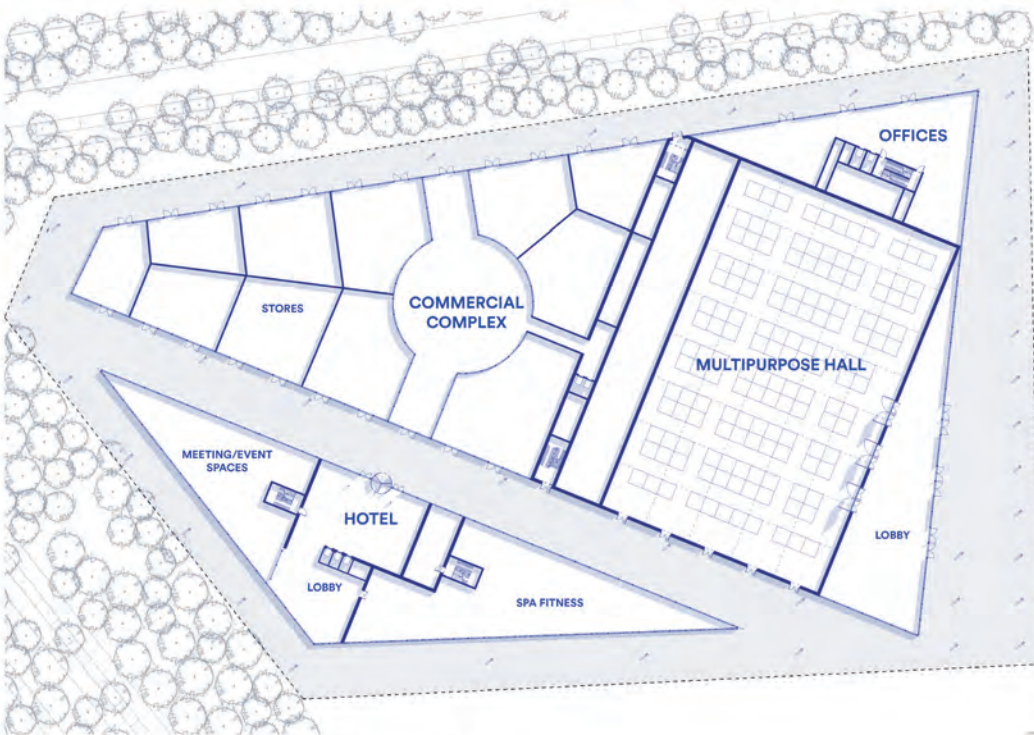 OFFICES
STORES
COMMERCIAL
COMPLEX
MULTIPURPOSE HALL
MEETING/EVENT
SPACES
HOTEL
LOBBY
LOBBY
SPA FITNESS